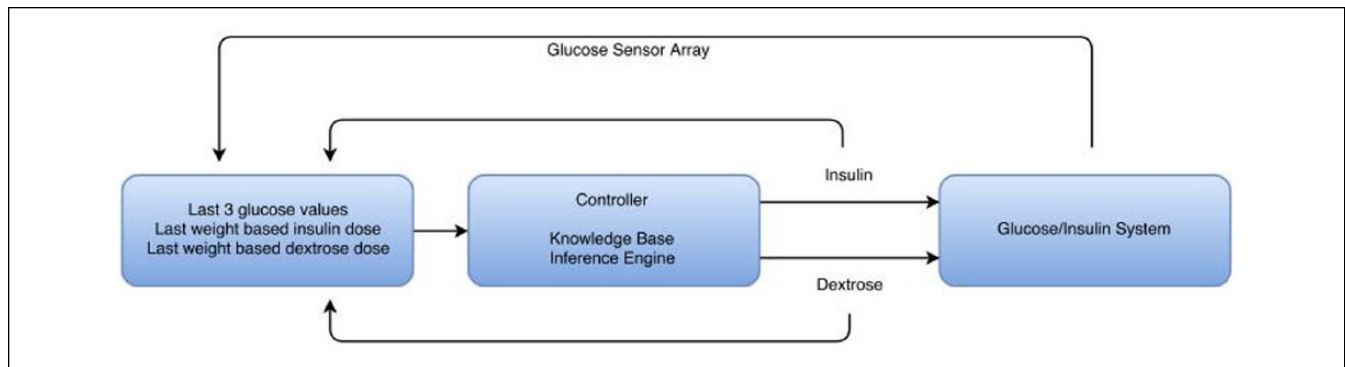 Glucose Sensor Array
Last 3 glucose values
Last weight based insulin dose
Last weight based dextrose dose
Controller
Knowledge Base
Inference Engine
Insulin
Dextrose
Glucose/Insulin System